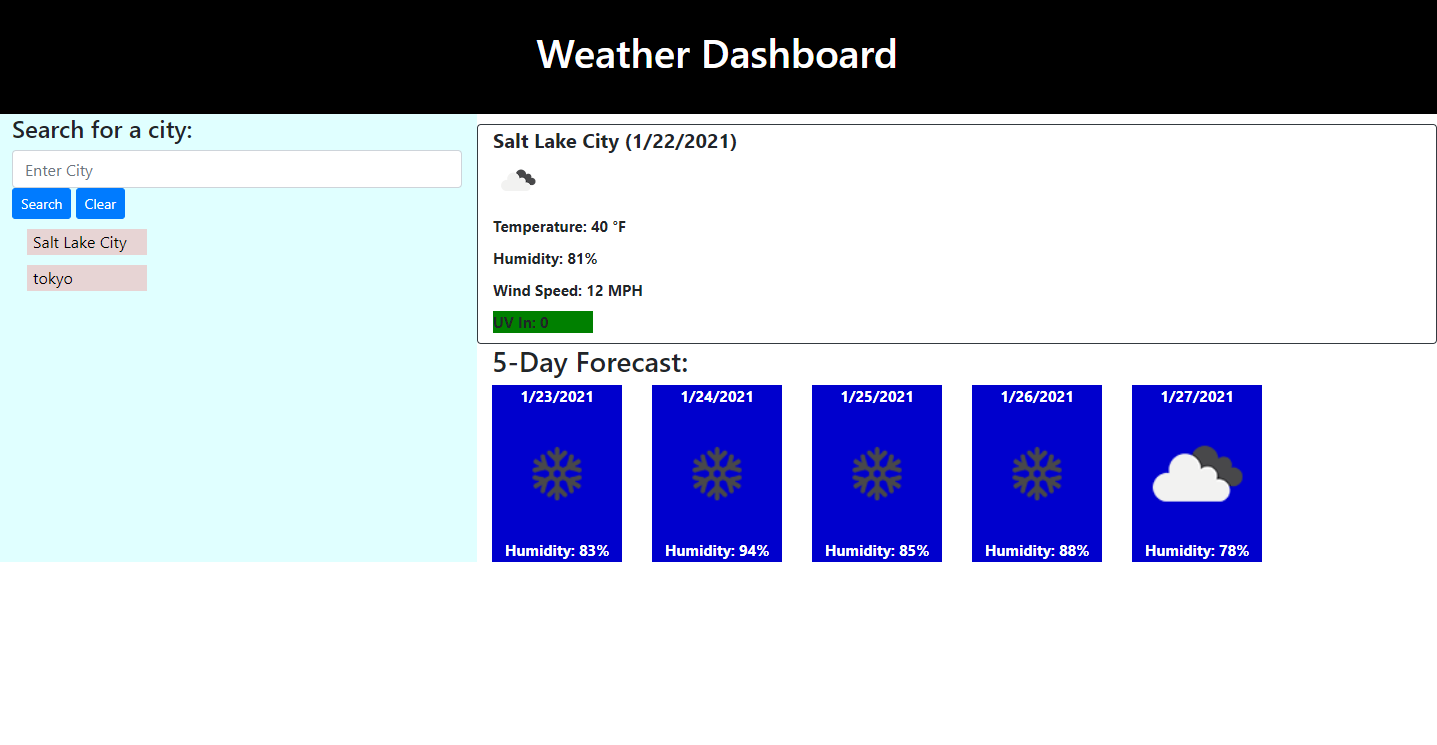 Weather Dashboard
Search for a city:
Enter City
Search Clear
Salt Lake City
tokyo
Salt Lake City (1/22/2021)
Temperature: 40 °F
Humidity: 81%
Wind Speed: 12 MPH
UV In: 0
5-Day Forecast:
1/23/2021 1/24/2021 1/25/2021 1/26/2021 1/27/2021
Humidity: 83% Humidity: 94% Humidity: 85% Humidity: 88% Humidity: 78%